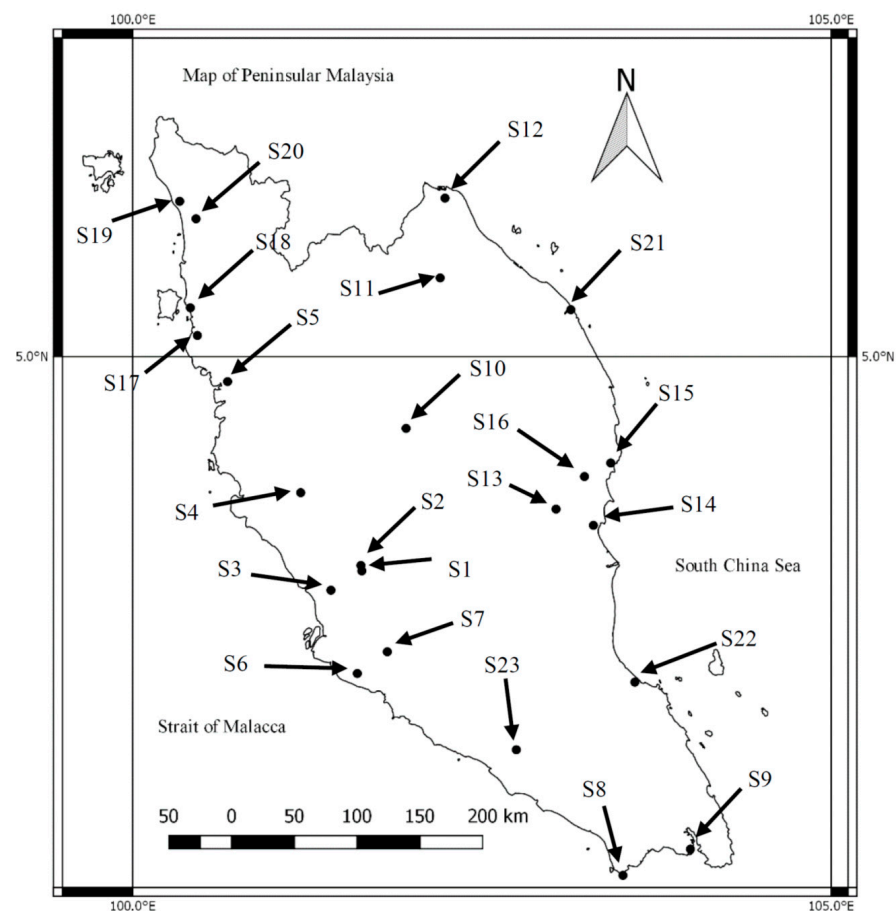 100.0°E
105.0°E
Map of Peninsular Malaysia
N
S12
S20
S19
S18
S21
S11
S5
5.0°N
5.0°N
S17
S10
S15
S16
S13
S2
S4
S14
S3
S1
South China Sea
S7
S22
S6
S23
Strait of Malacca
S9
S8
50 0 50 100 150 200 km
100.0°E
105.0°E